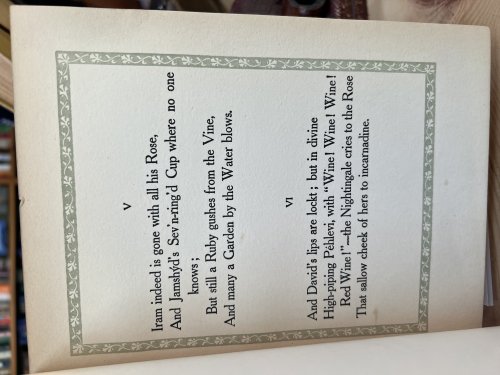 V
Iram indeed is gone with all his Rose,
And Jamshýd's Sev'n-ring'd Cup where no one
knows;
But still a Ruby gushes from the Vine,
And many a Garden by the Water blows.
VI
And David's lips are lockt; but in divine
High-piping Péhlevi, with "Wine! Wine! Wine!
Red Wine!"—the Nightingale cries to the Rose
That sallow cheek of hers to incarnadine.